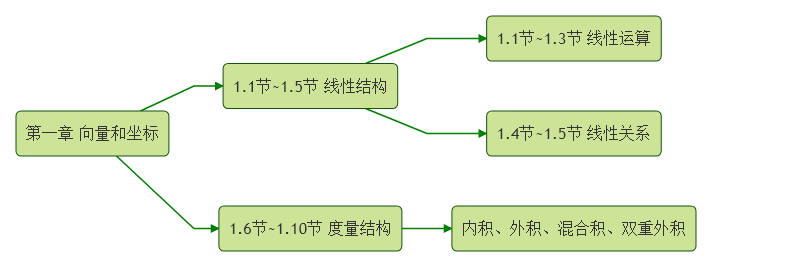 第一章 向量和坐标
1.1节~1.5节 线性结构
1.1节~1.3节 线性运算
1.4节~1.5节 线性关系
1.6节~1.10节 度量结构
内积、外积、混合积、双重外积